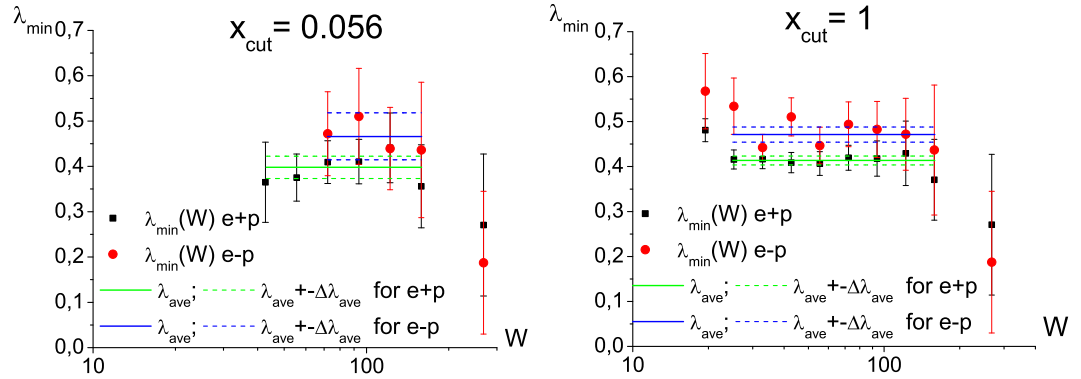 λmin
xcut= 0.056
0,7
0,6
0,5
0,4
0,3
0,2
0,1
0,0
λmin(W) e+p
λmin(W) e-p
λave; λave+-Δλave for e+p
λave; λave+-Δλave for e-p
10
100
W
λmin
xcut= 1
0,7
0,6
0,5
0,4
0,3
0,2
0,1
0,0
λmin(W) e+p
λmin(W) e-p
λave; λave+-Δλave for e+p
λave; λave+-Δλave for e-p
10
100
W